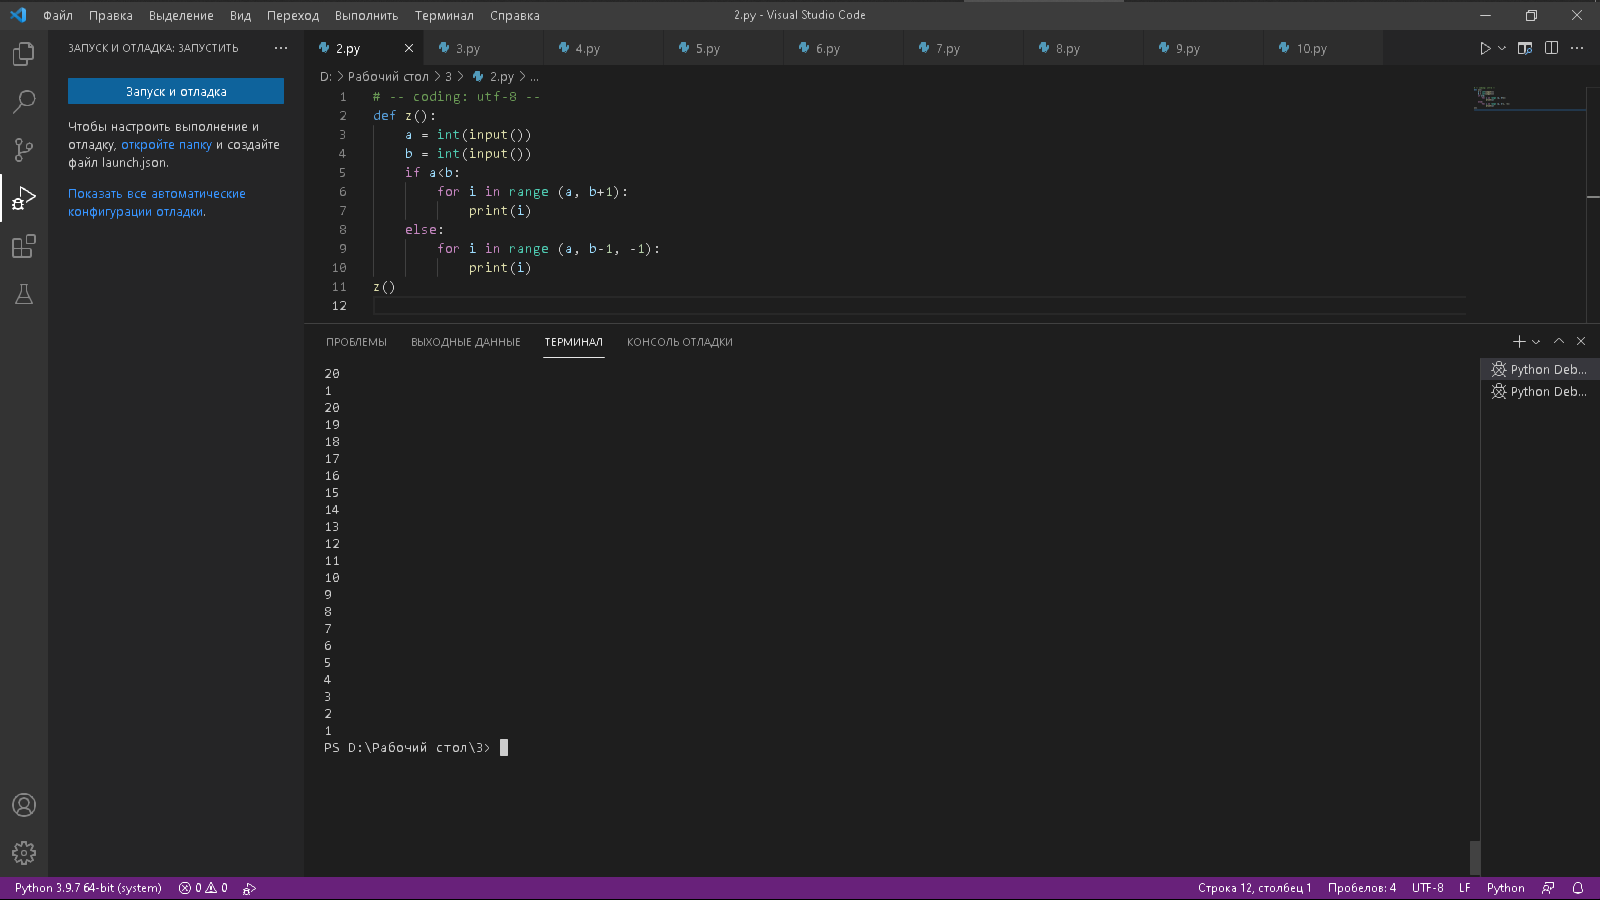 Файл Правка Выделение Вид Переход Выполнить Терминал Справка 2.py - Visual Studio Code
ЗАПУСК И ОТЛАДКА: ЗАПУСТИТЬ ...
Запуск и отладка
Чтобы настроить выполнение и
отладку, откройте папку и создайте
файл launch.json.
Показать все автоматические
конфигурации отладки.
2.py 3.py 4.py 5.py 6.py 7.py 8.py 9.py 10.py
D: > Рабочий стол > 3 > 2.py > ...
1 # -- coding: utf-8 --
2 def z():
3 a = int(input())
4 b = int(input())
5 if a<b:
6 for i in range (a, b+1):
7 print(i)
8 else:
9 for i in range (a, b-1, -1):
10 print(i)
11 z()
12
ПРОБЛЕМЫ ВЫХОДНЫЕ ДАННЫЕ ТЕРМИНАЛ КОНСОЛЬ ОТЛАДКИ
20
1
20
19
18
17
16
15
14
13
12
11
10
9
8
7
6
5
4
3
2
1
PS D:\Рабочий стол\3>
Python Deb...
Python Deb...
Python 3.9.7 64-bit (system) 0 0 Строка 12, столбец 1 Пробелов: 4 UTF-8 LF Python